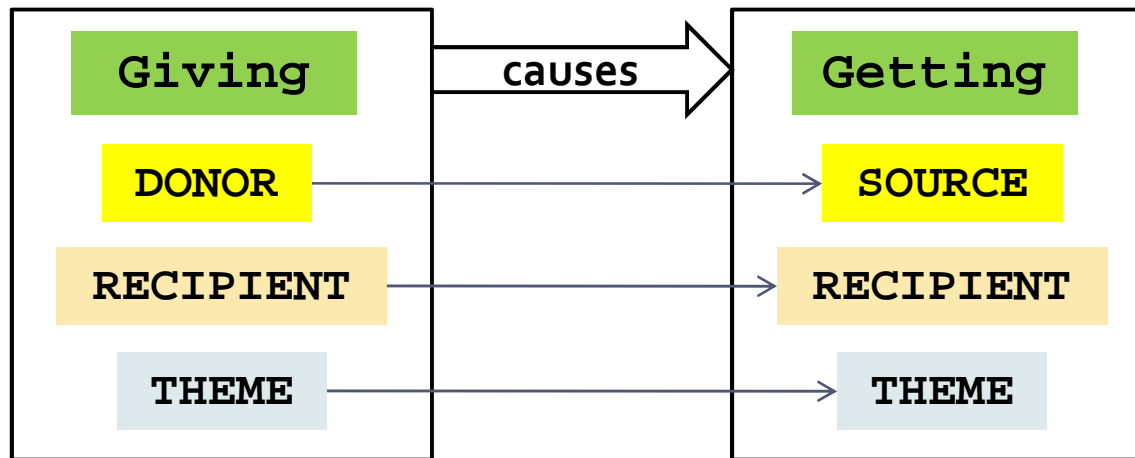 Giving
causes
Getting
DONOR
SOURCE
RECIPIENT
RECIPIENT
THEME
THEME